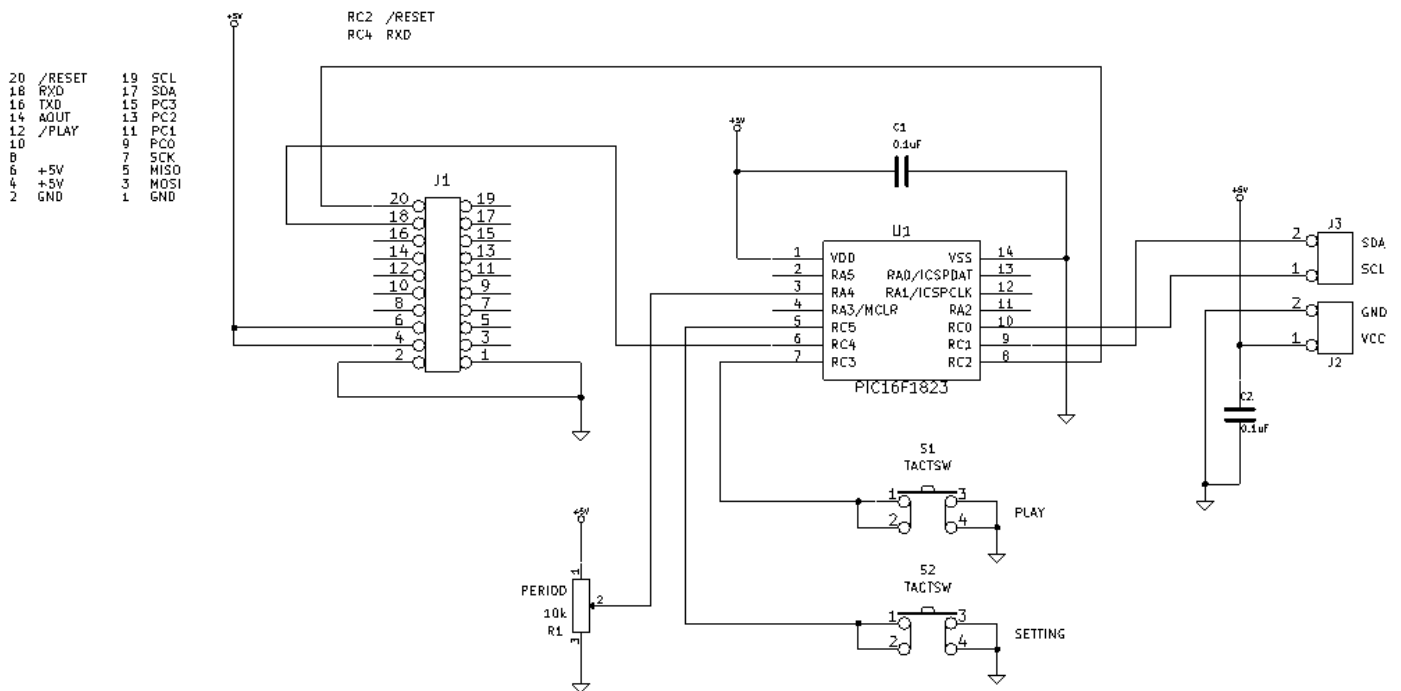 +5V
RC2 /RESET
RC4 RXD
20 /RESET 19 SCL
18 RXD 17 SDA
16 TXD 15 PC3
14 AOUT 13 PC2
12 /PLAY 11 PC1
10 9 PC0
8 7 SCK
6 +5V 5 MISO
4 +5V 3 MOSI
2 GND 1 GND
J1
20 19
18 17
16 15
14 13
12 11
10 9
8 7
6 5
4 3
2 1
+5V
C1
0.1uF
U1
1 VDD VSS 14
2 RA5 RA0/ICSPDAT 13
3 RA4 RA1/ICSPCLK 12
4 RA3/MCLR RA2 11
5 RC5 RC0 10
6 RC4 RC1 9
7 RC3 RC2 8
PIC16F1823
+5V
J3
2 SDA
1 SCL
2 GND
1 VCC
J2
C2
0.1uF
S1
TACTSW
1 3
2 4
PLAY
S2
TACTSW
1 3
2 4
SETTING
+5V
1
PERIOD
2
10k
R1
3